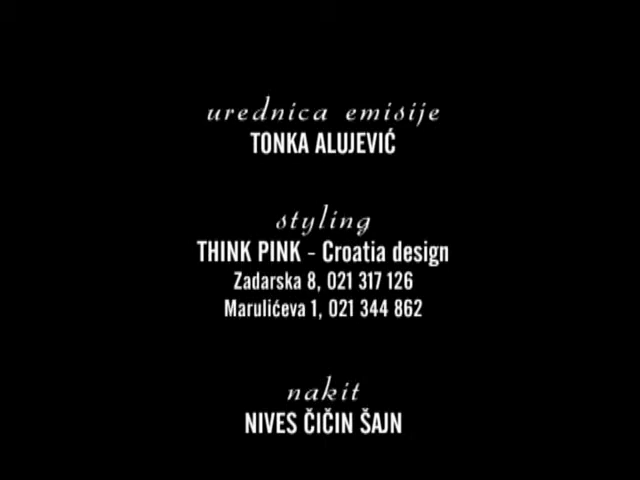 urednica emisije
TONKA ALUJEVIĆ
styling
THINK PINK - Croatia design
Zadarska 8, 021 317 126
Marulićeva 1, 021 344 862
nakit
NIVES ČIČIN ŠAJN